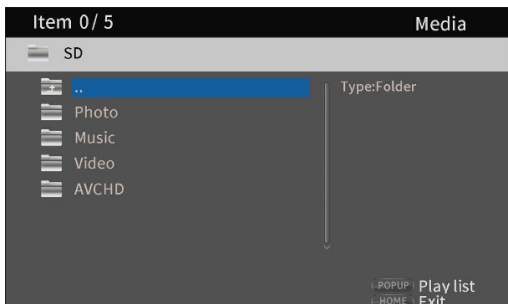 Item 0/ 5
Media
SD
..
Type:Folder
Photo
Music
Video
AVCHD
POPUP Play list
HOME Exit